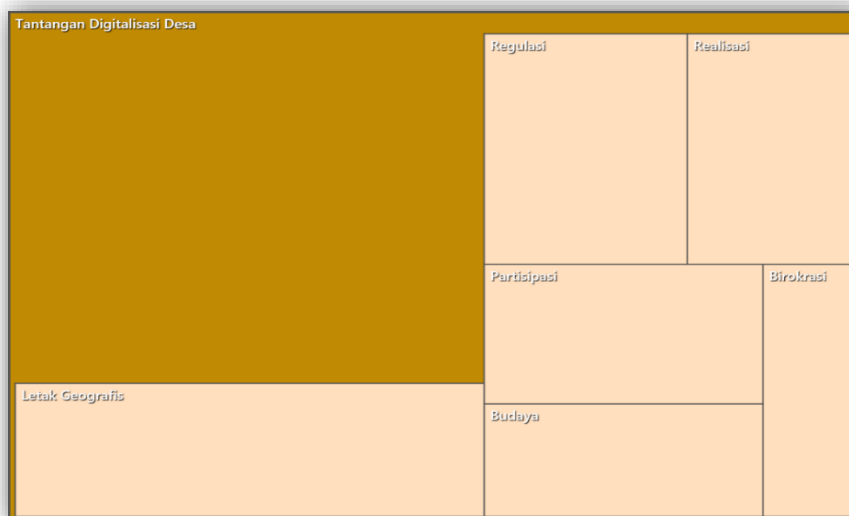 Tantangan Digitalisasi Desa
Regulasi
Realisasi
Partisipasi
Birokrasi
Letak Geografis
Budaya